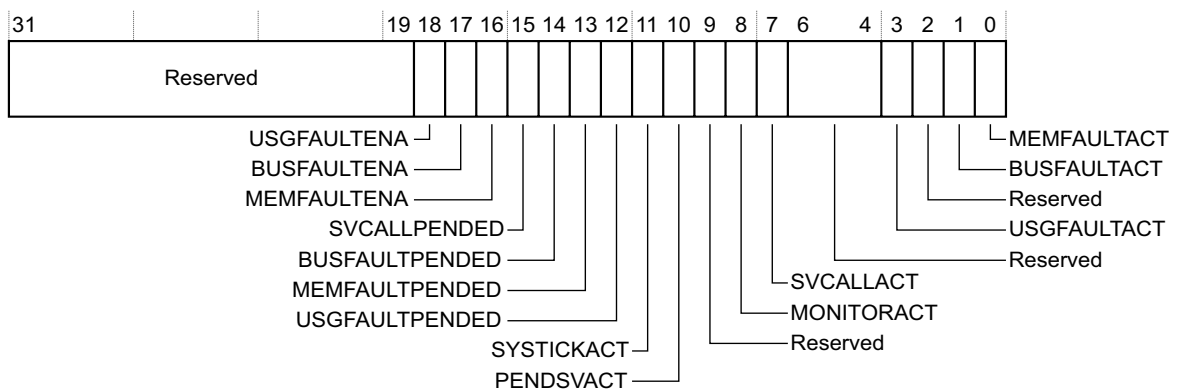 31 19 18 17 16 15 14 13 12 11 10 9 8 7 6 4 3 2 1 0
Reserved
USGFAULTENA MEMFAULTACT
BUSFAULTENA BUSFAULTACT
MEMFAULTENA Reserved
SVCALLPENDED USGFAULTACT
BUSFAULTPENDED Reserved
MEMFAULTPENDED SVCALLACT
USGFAULTPENDED MONITORACT
SYSTICKACT Reserved
PENDSVACT